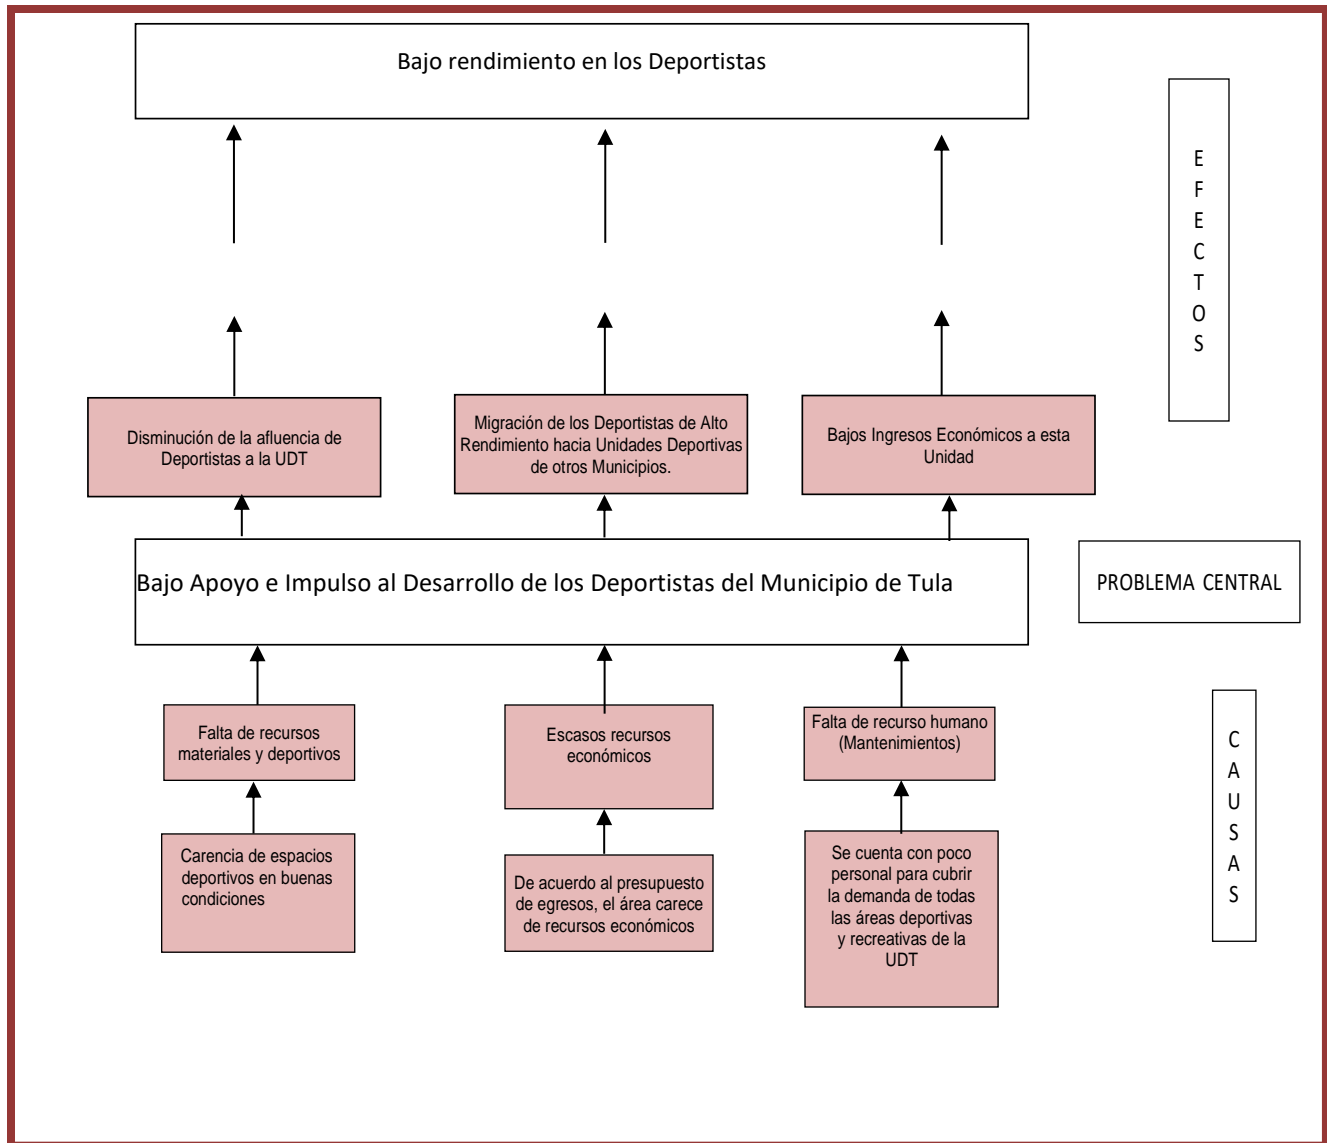 Bajo rendimiento en los Deportistas
E
F
E
C
T
O
S
Disminución de la afluencia de
Deportistas a la UDT
Migración de los Deportistas de Alto
Rendimiento hacia Unidades Deportivas
de otros Municipios.
Bajos Ingresos Económicos a esta
Unidad
Bajo Apoyo e Impulso al Desarrollo de los Deportistas del Municipio de Tula
PROBLEMA CENTRAL
Falta de recursos
materiales y deportivos
Escasos recursos
económicos
Falta de recurso humano
(Mantenimientos)
C
A
U
S
A
S
Carencia de espacios
deportivos en buenas
condiciones
De acuerdo al presupuesto
de egresos, el área carece
de recursos económicos
Se cuenta con poco
personal para cubrir
la demanda de todas
las áreas deportivas
y recreativas de la
UDT